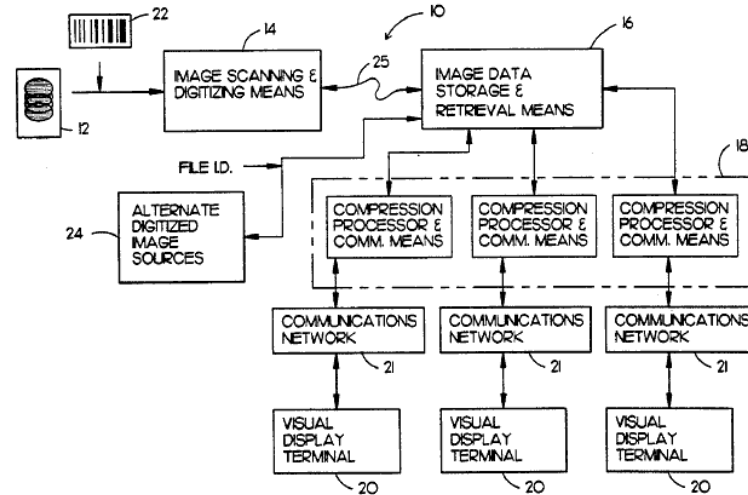 22
14
10
16
IMAGE SCANNING &
DIGITIZING MEANS
25
IMAGE DATA
STORAGE &
RETRIEVAL MEANS
12
FILE I.D.
18
24
ALTERNATE
DIGITIZED
IMAGE
SOURCES
COMPRESSION
PROCESSOR &
COMM. MEANS
COMPRESSION
PROCESSOR &
COMM. MEANS
COMPRESSION
PROCESSOR &
COMM. MEANS
COMMUNICATIONS
NETWORK
COMMUNICATIONS
NETWORK
COMMUNICATIONS
NETWORK
21
21
21
VISUAL
DISPLAY
TERMINAL
VISUAL
DISPLAY
TERMINAL
VISUAL
DISPLAY
TERMINAL
20
20
20